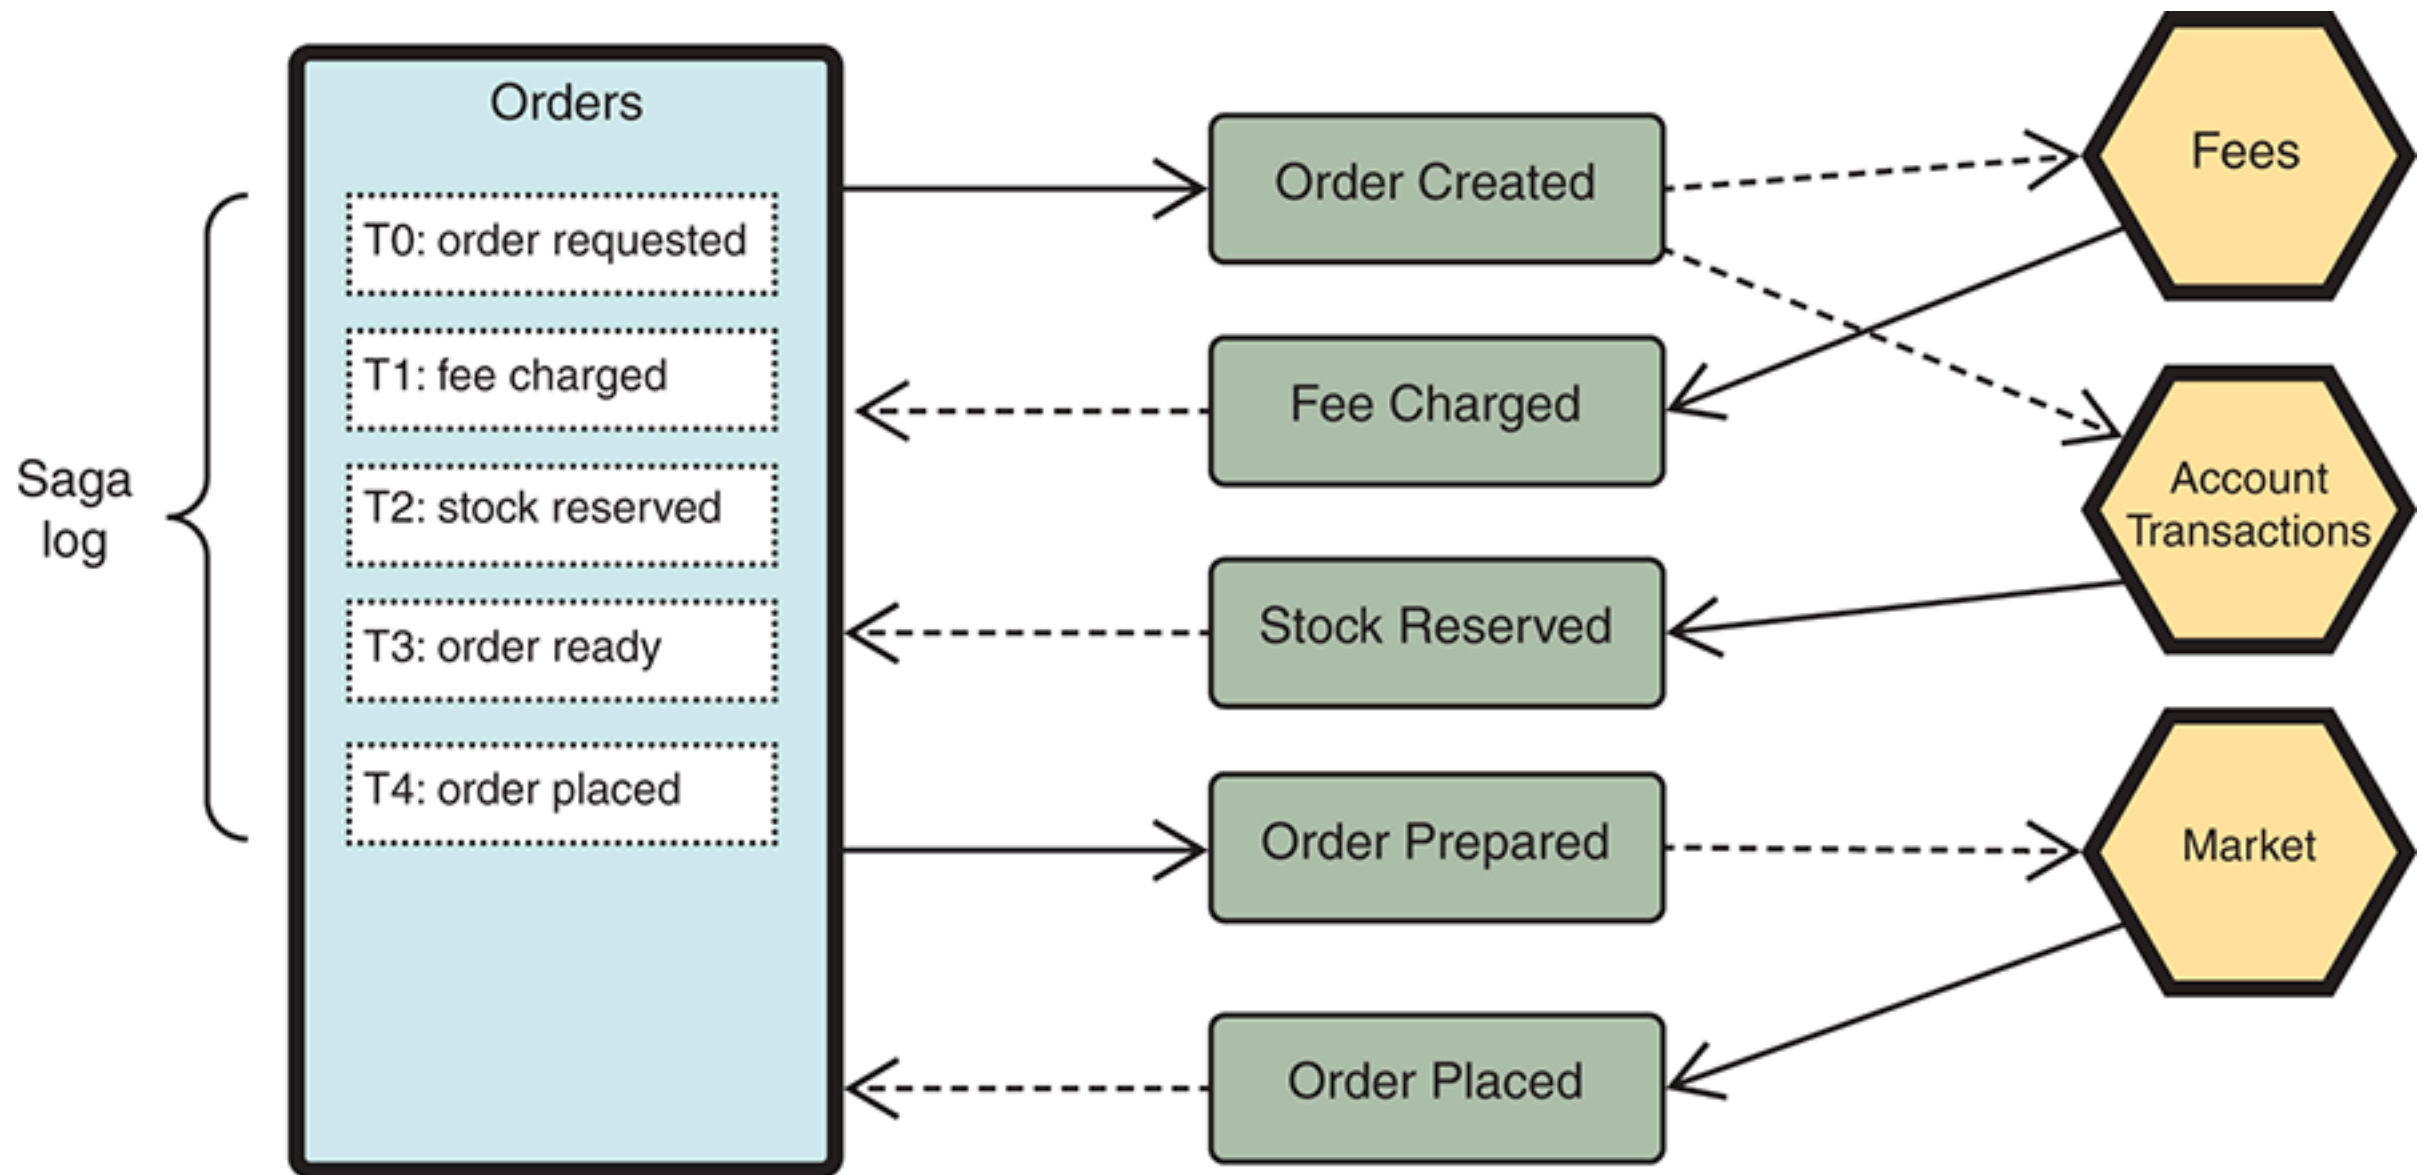 Orders
Saga
log
T0: order requested
T1: fee charged
T2: stock reserved
T3: order ready
T4: order placed
Order Created
Fee Charged
Stock Reserved
Order Prepared
Order Placed
Fees
Account
Transactions
Market